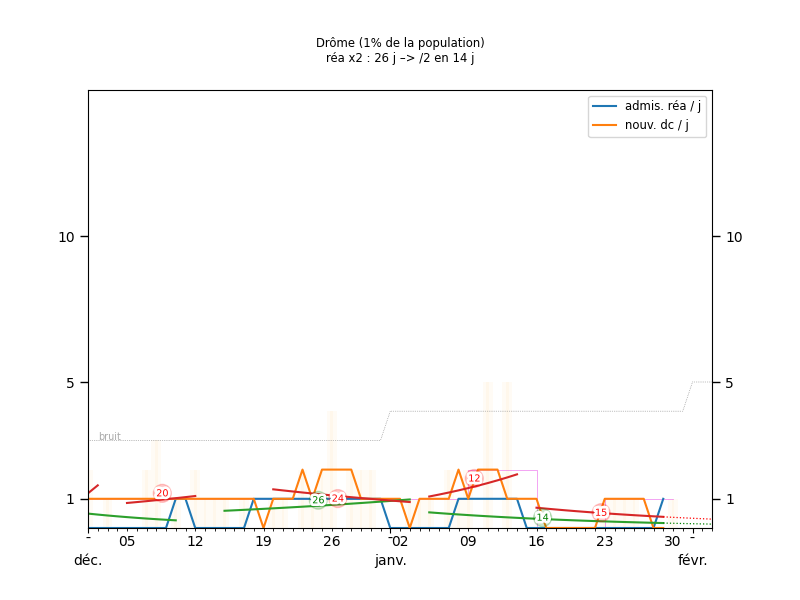 Drôme (1% de la population)
réa x2 : 26 j –> /2 en 14 j
admis. réa / j
nouv. dc / j
10 10
5 5
bruit
12
20
26 24
1 1
15
14
- 05 12 19 26 -02 09 16 23 30 -
déc. janv. févr.